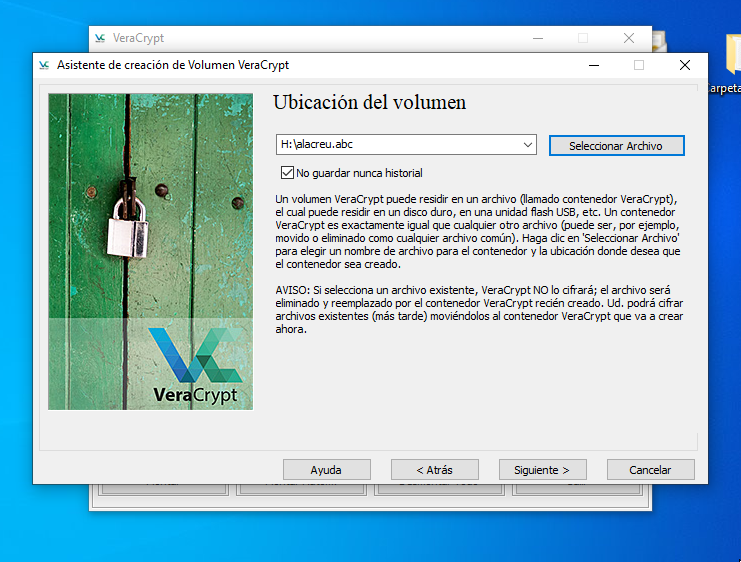 VeraCrypt
Asistente de creación de Volumen VeraCrypt
Ubicación del volumen
H:\alacreu.abc
Seleccionar Archivo
No guardar nunca historial
Un volumen VeraCrypt puede residir en un archivo (llamado contenedor VeraCrypt),
el cual puede residir en un disco duro, en una unidad flash USB, etc. Un contenedor
VeraCrypt es exactamente igual que cualquier otro archivo (puede ser, por ejemplo,
movido o eliminado como cualquier archivo común). Haga clic en 'Seleccionar Archivo'
para elegir un nombre de archivo para el contenedor y la ubicación donde desea que
el contenedor sea creado.
AVISO: Si selecciona un archivo existente, VeraCrypt NO lo cifrará; el archivo será
eliminado y reemplazado por el contenedor VeraCrypt recién creado. Ud. podrá cifrar
archivos existentes (más tarde) moviéndolos al contenedor VeraCrypt que va a crear
ahora.
VeraCrypt
Ayuda
< Atrás
Siguiente >
Cancelar